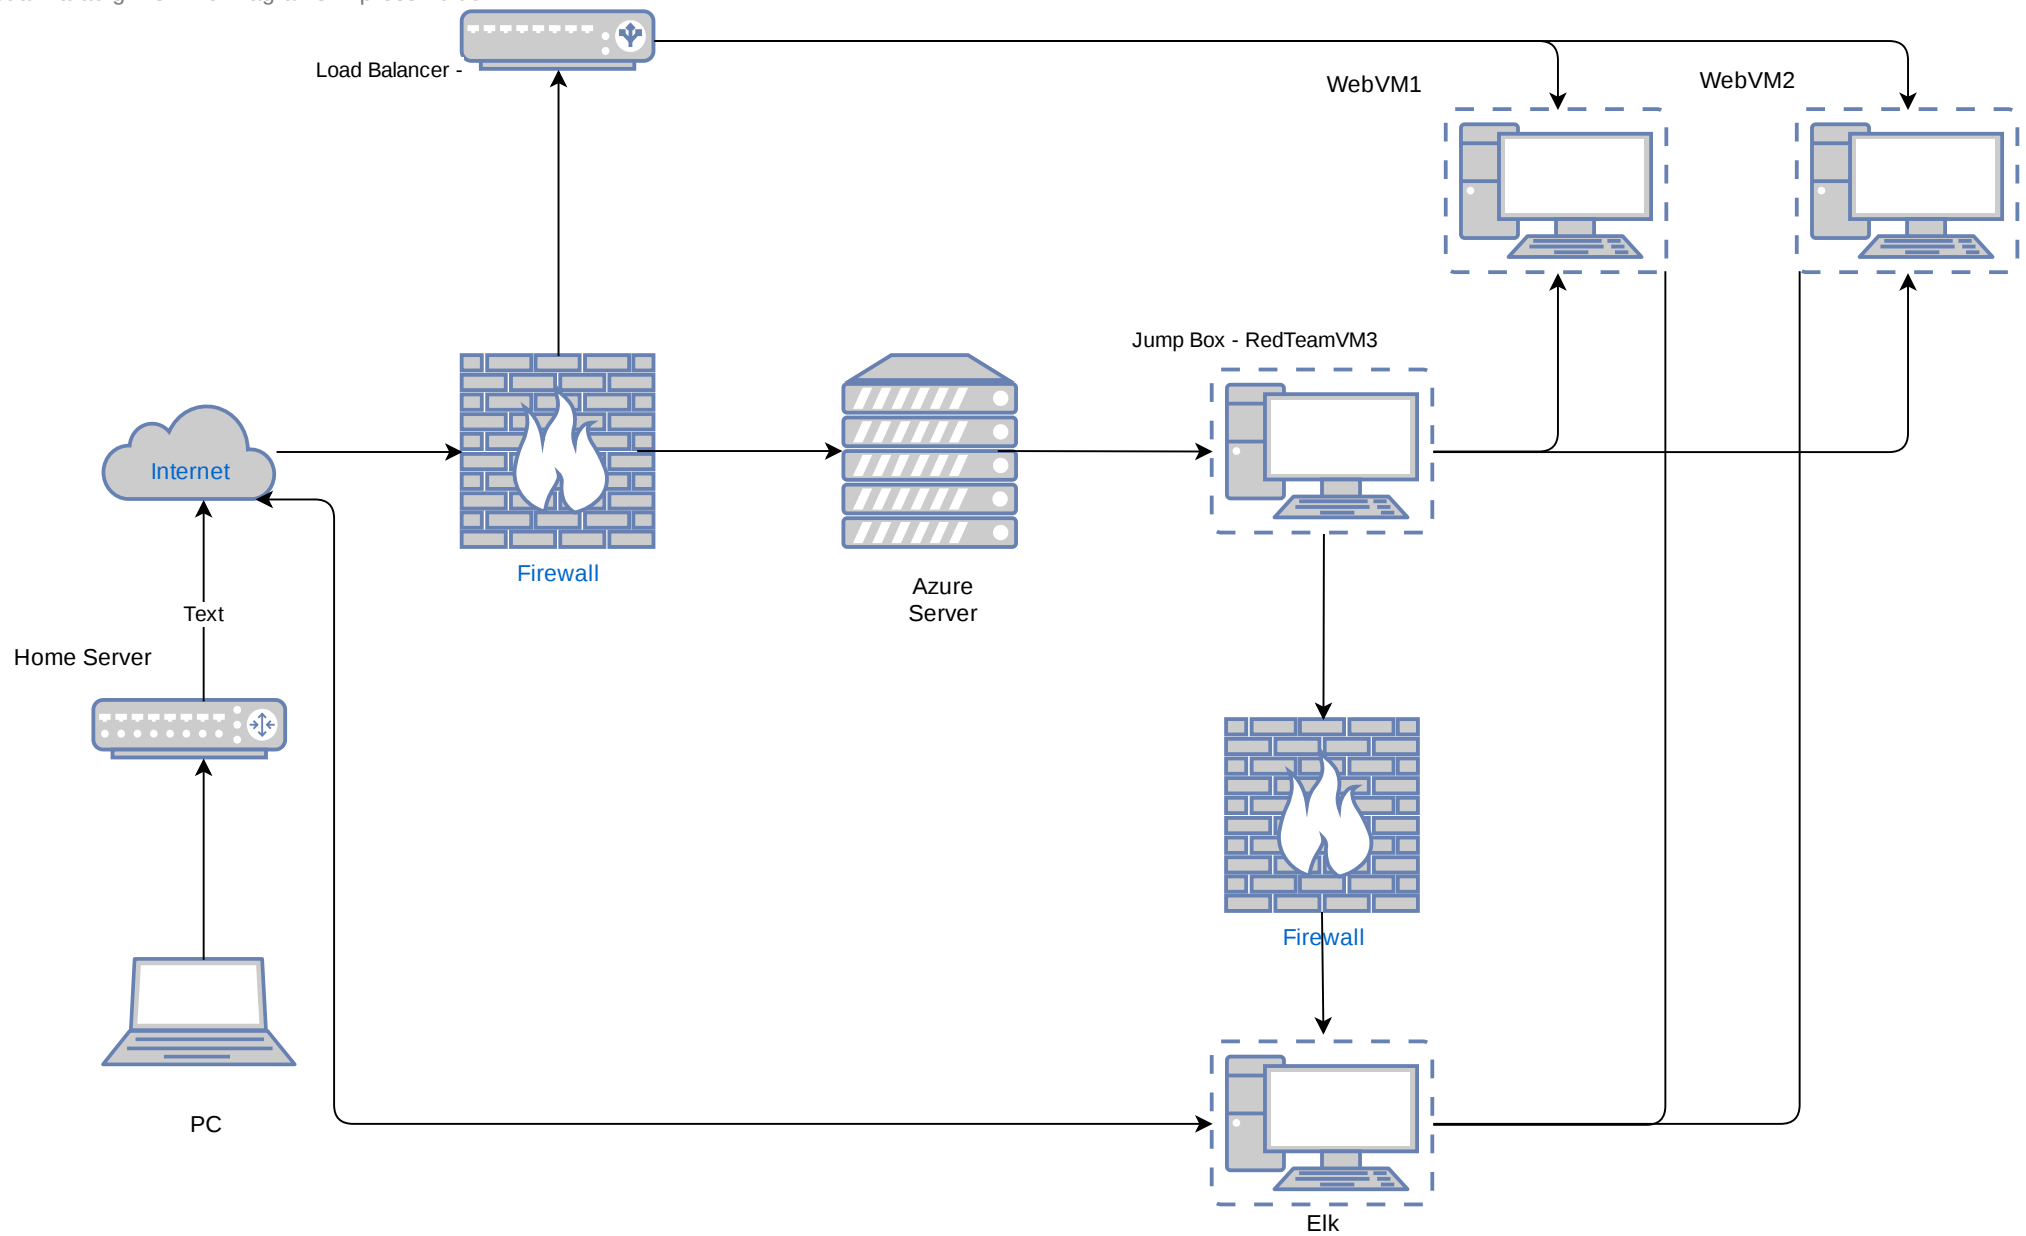 Load Balancer -
WebVM1
WebVM2
Jump Box - RedTeamVM3
Internet
Firewall
Azure
Server
Text
Home Server
Firewall
PC
Elk